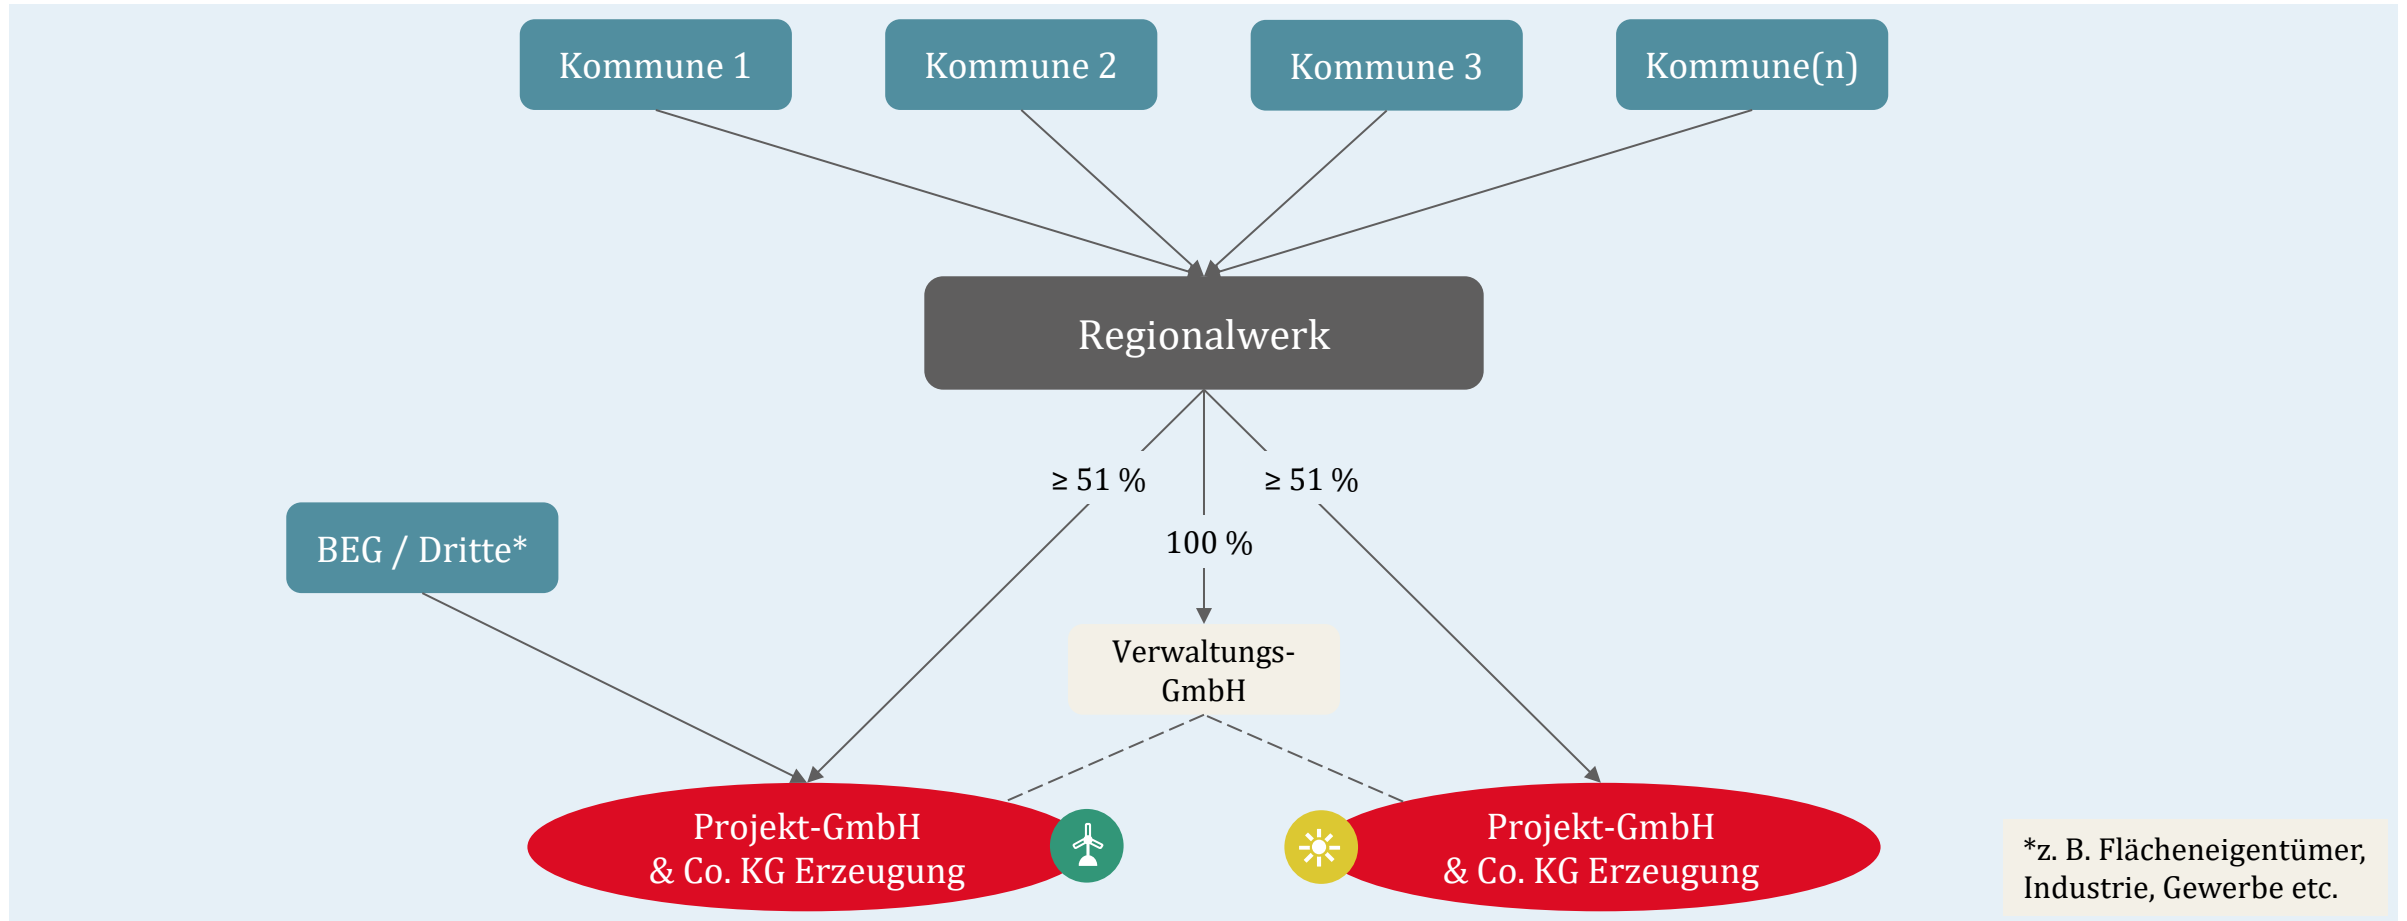 Kommune 1
Kommune 2
Kommune 3
Kommune(n)
Regionalwerk
≥ 51 %
≥ 51 %
100 %
BEG / Dritte*
Verwaltungs-
GmbH
Projekt-GmbH
& Co. KG Erzeugung
Projekt-GmbH
& Co. KG Erzeugung
*z. B. Flächeneigentümer,
Industrie, Gewerbe etc.